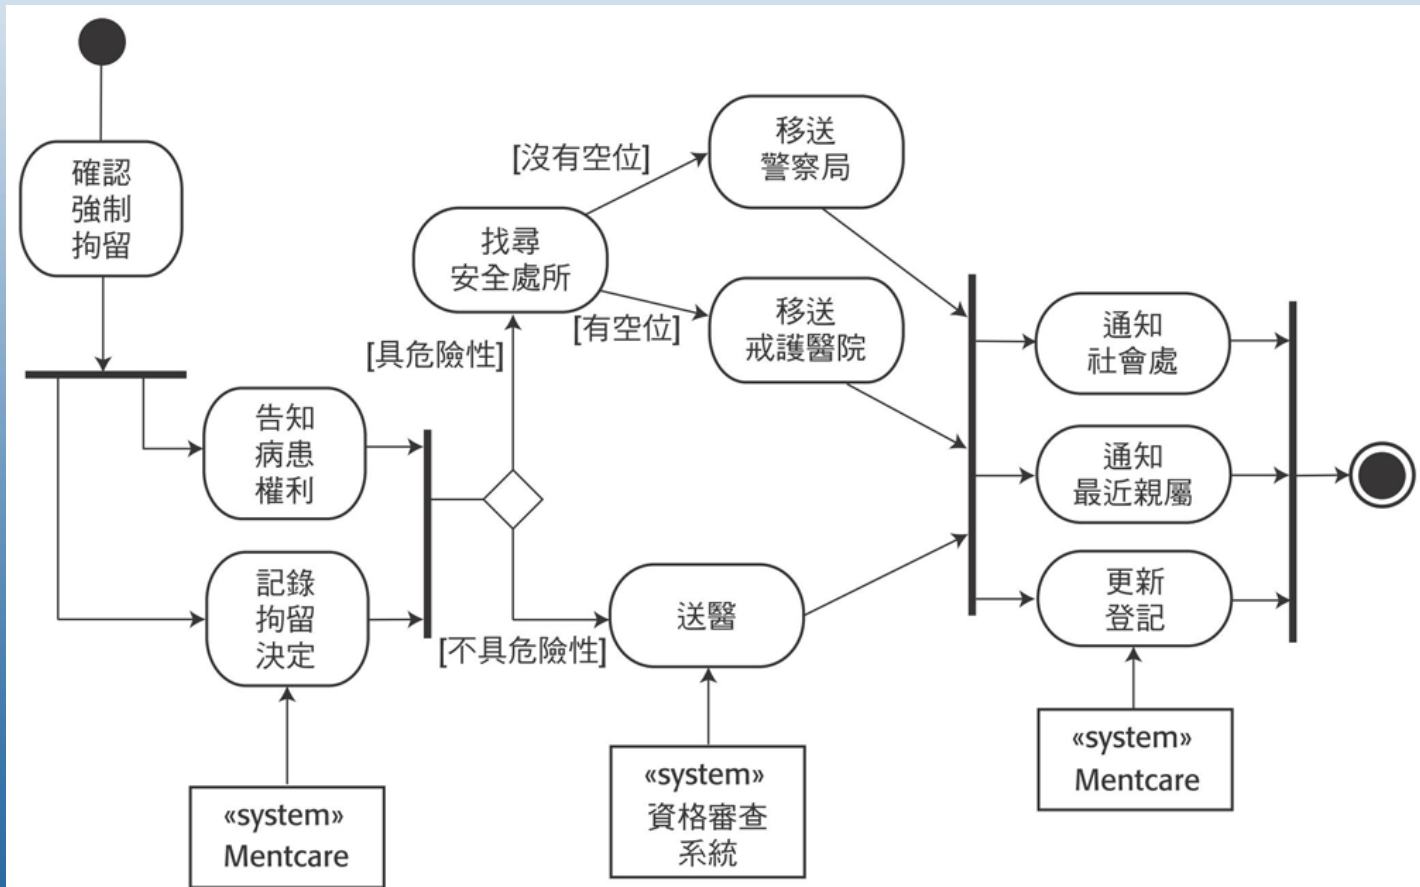 確認
強制
拘留
告知
病患
權利
記錄
拘留
決定
«system»
Mentcare
[具危險性]
[不具危險性]
找尋
安全處所
[沒有空位]
[有空位]
移送
警察局
移送
戒護醫院
送醫
«system»
資格審查
系統
通知
社會處
通知
最近親屬
更新
登記
«system»
Mentcare